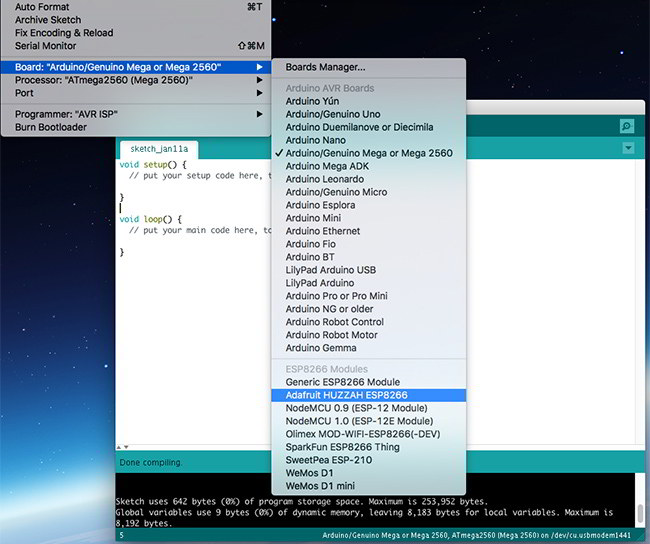 Auto Format ⌘T
Archive Sketch
Fix Encoding & Reload
Serial Monitor ⇧⌘M
Board: "Arduino/Genuino Mega or Mega 2560"
Processor: "ATmega2560 (Mega 2560)"
Port
Programmer: "AVR ISP"
Burn Bootloader
Boards Manager...
Arduino AVR Boards
Arduino Yún
Arduino/Genuino Uno
Arduino Duemilanove or Diecimila
Arduino Nano
✓ Arduino/Genuino Mega or Mega 2560
Arduino Mega ADK
Arduino Leonardo
Arduino/Genuino Micro
Arduino Esplora
Arduino Mini
Arduino Ethernet
Arduino Fio
Arduino BT
LilyPad Arduino USB
LilyPad Arduino
Arduino Pro or Pro Mini
Arduino NG or older
Arduino Robot Control
Arduino Robot Motor
Arduino Gemma
ESP8266 Modules
Generic ESP8266 Module
Adafruit HUZZAH ESP8266
NodeMCU 0.9 (ESP-12 Module)
NodeMCU 1.0 (ESP-12E Module)
Olimex MOD-WIFI-ESP8266(-DEV)
SparkFun ESP8266 Thing
SweetPea ESP-210
WeMos D1
WeMos D1 mini
sketch_jan11a
void setup() {
// put your setup code here, t
}
void loop() {
// put your main code here, to
}
Done compiling.
Sketch uses 642 bytes (0%) of program storage space. Maximum is 253,952 bytes.
Global variables use 9 bytes (0%) of dynamic memory, leaving 8,183 bytes for local variables. Maximum is
8,192 bytes.
5 Arduino/Genuino Mega or Mega 2560, ATmega2560 (Mega 2560) on /dev/cu.usbmodem1441